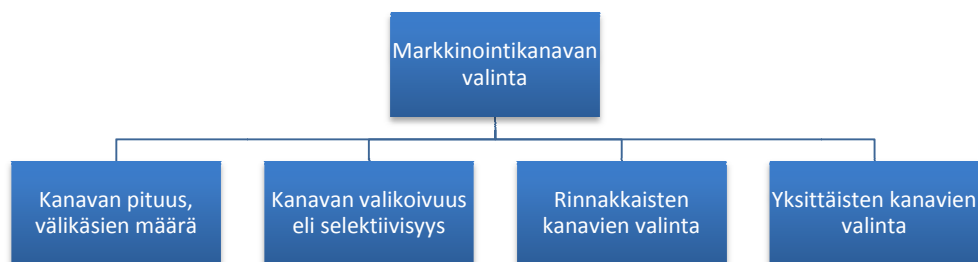 Markkinointikanavan
valinta
Kanavan pituus,
välikäsien määrä
Kanavan valikoivuus
eli selektiivisyys
Rinnakkaisten
kanavien valinta
Yksittäisten kanavien
valinta